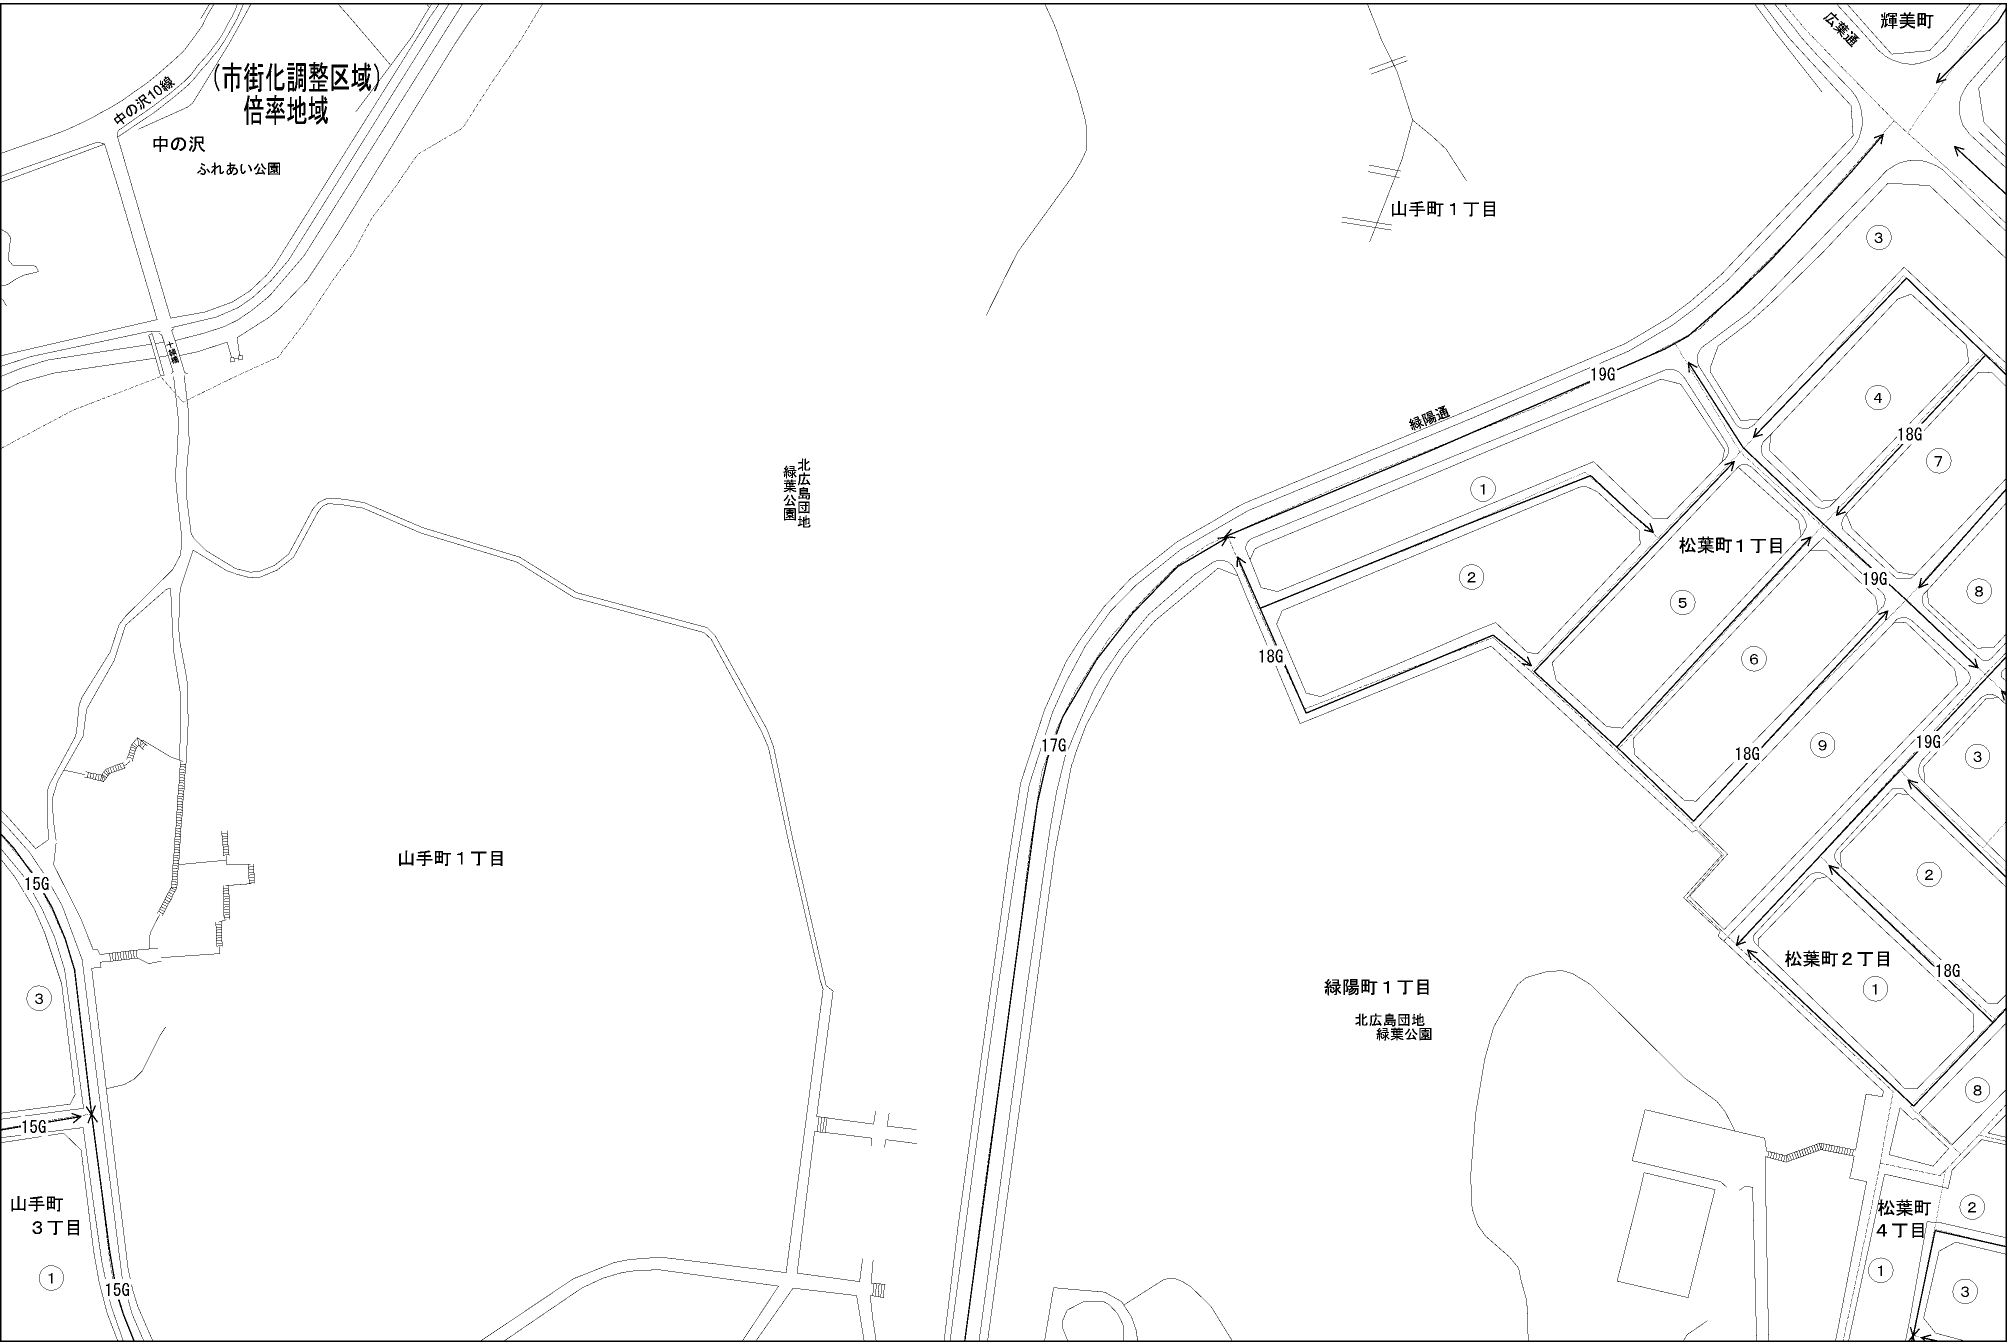 中の沢10線
（市街化調整区域）
倍率地域
中の沢
ふれあい公園
広葉通
輝美町
山手町１丁目
3
19G
緑陽通
4
18G
7
北広島団地
緑葉公園
1
松葉町１丁目
2
19G
5
8
18G
6
17G
18G
9
19G
3
山手町１丁目
15G
2
松葉町２丁目
18G
1
3
緑陽町１丁目
北広島団地
緑葉公園
8
15G
山手町
３丁目
松葉町
４丁目
2
1
15G
1
3